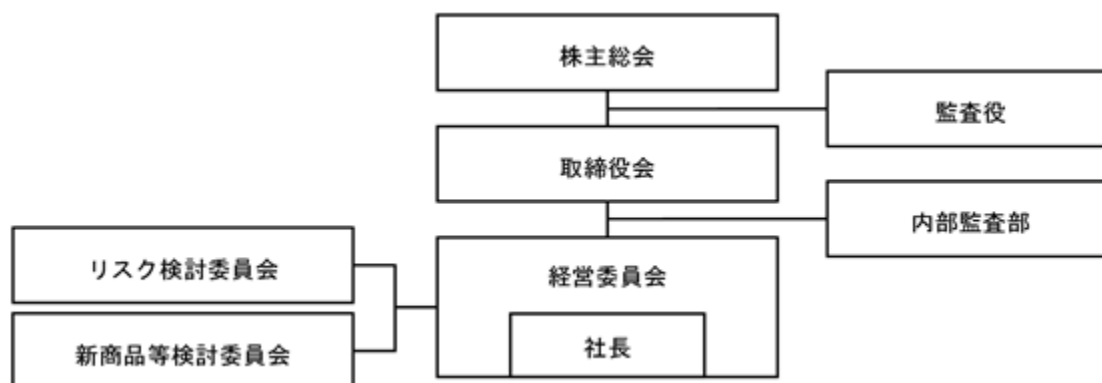 株主総会
監査役
取締役会
内部監査部
リスク検討委員会
経営委員会
新商品等検討委員会
社長